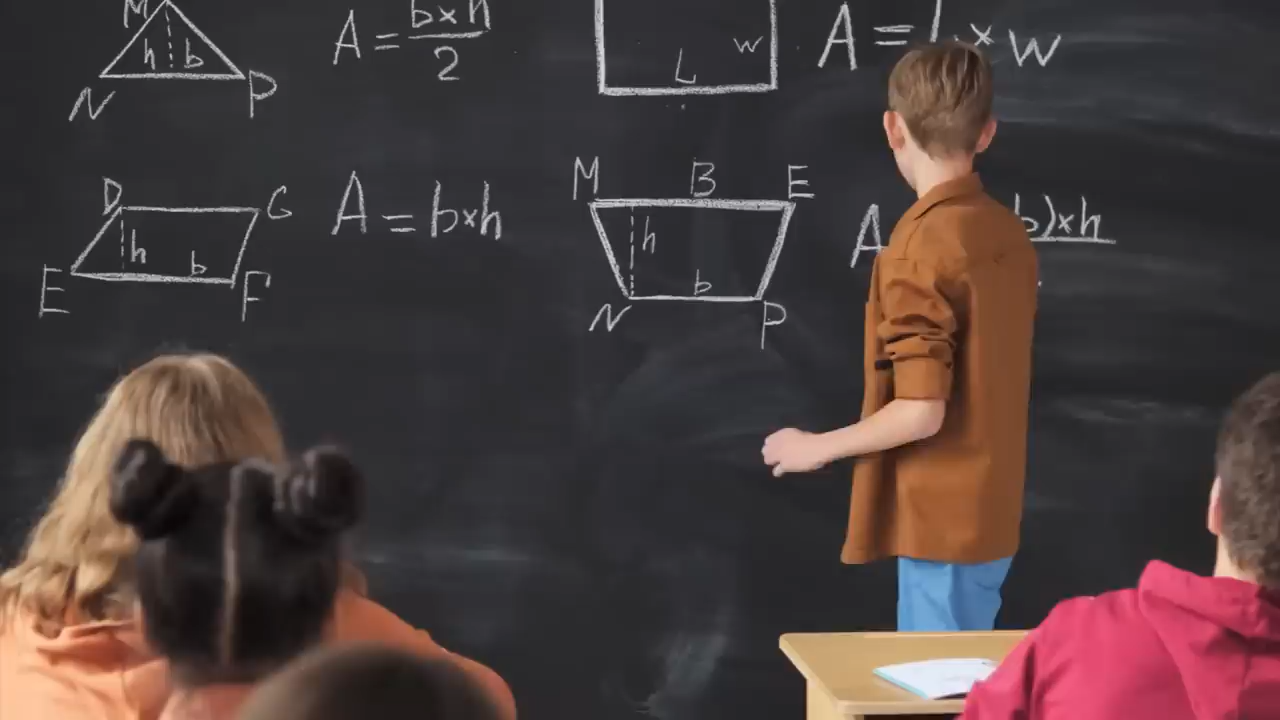 M
h b
N P
A = b×h
2
L w
A = L × w
D G
h b
E F
A = b×h
M B E
h
b
N P
A b)×h